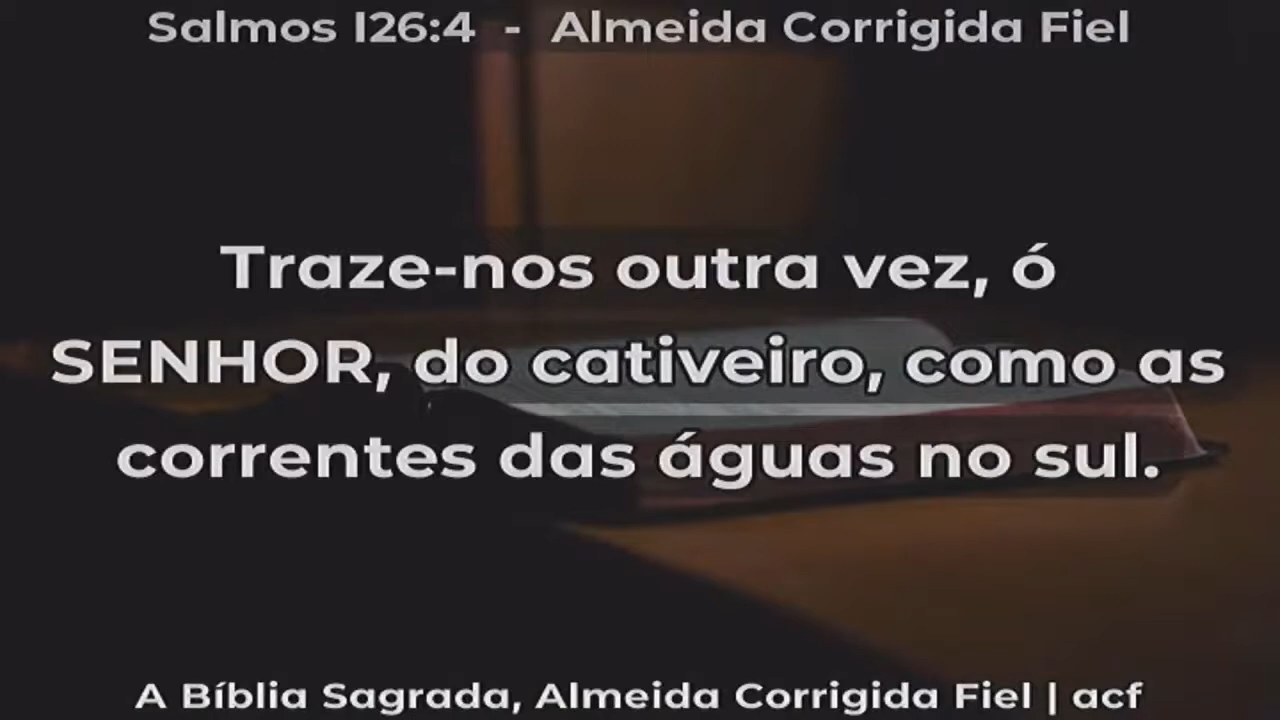 Salmos 126:4 - Almeida Corrigida Fiel
Traze-nos outra vez, ó
SENHOR, do cativeiro, como as
correntes das águas no sul.
A Bíblia Sagrada, Almeida Corrigida Fiel | acf